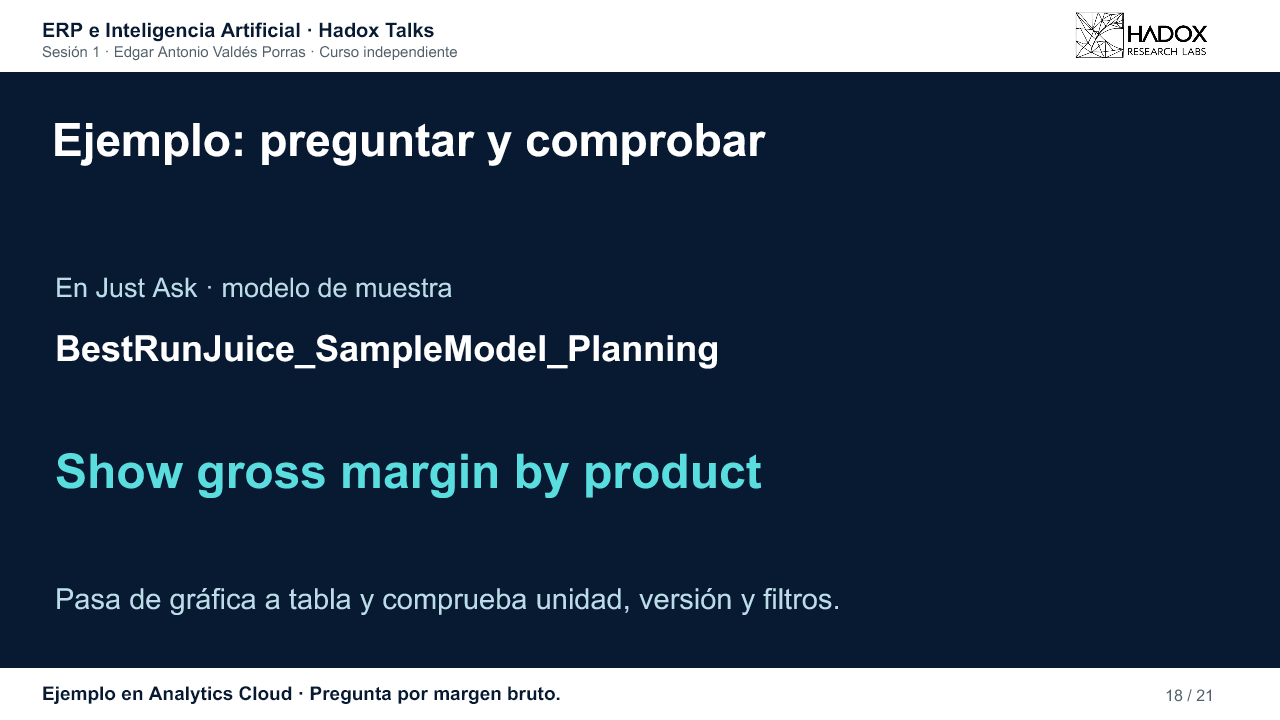 ERP e Inteligencia Artificial · Hadox Talks
Sesión 1 · Edgar Antonio Valdés Porras · Curso independiente
HADOX
RESEARCH LABS
Ejemplo: preguntar y comprobar
En Just Ask · modelo de muestra
BestRunJuice_SampleModel_Planning
Show gross margin by product
Pasa de gráfica a tabla y comprueba unidad, versión y filtros.
Ejemplo en Analytics Cloud · Pregunta por margen bruto.
18 / 21